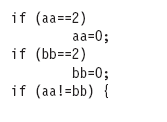 if (aa==2)
        aa=0;
if (bb==2)
        bb=0;
if (aa!=bb) {